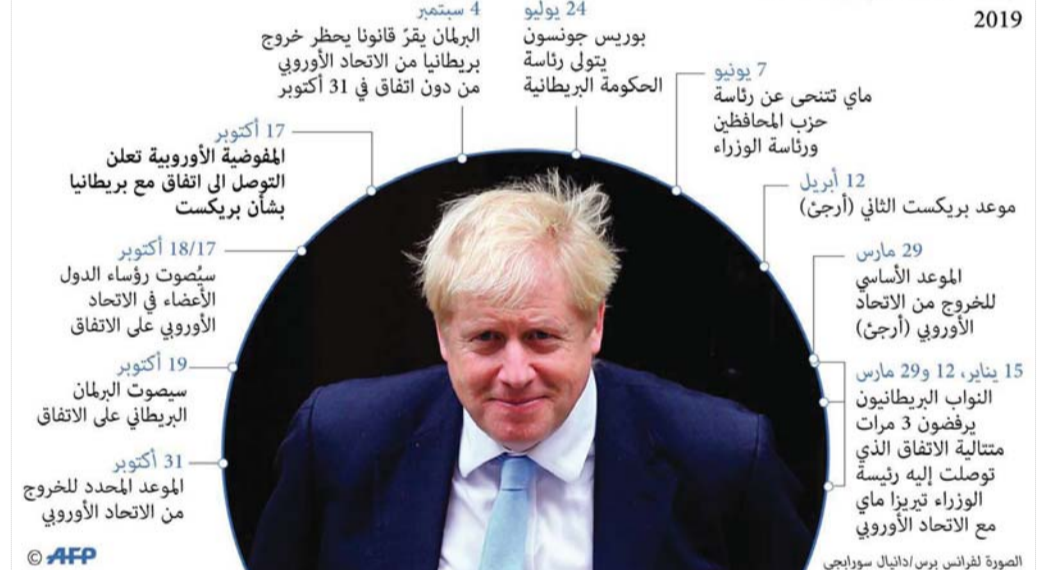 2019
15 يناير، 12 و29 مارس
النواب البريطانيون
يرفضون 3 مرات
متتالية الاتفاق الذي
توصلت إليه رئيسة
الوزراء تيريزا ماي
مع الاتحاد الأوروبي
29 مارس
الموعد الأساسي
للخروج من الاتحاد
الأوروبي (أرجئ)
12 أبريل
موعد بريكست الثاني (أرجئ)
7 يونيو
ماي تتنحى عن رئاسة
حزب المحافظين
ورئاسة الوزراء
24 يوليو
بوريس جونسون
يتولى رئاسة
الحكومة البريطانية
4 سبتمبر
البرلمان يقرّ قانونا يحظر خروج
بريطانيا من الاتحاد الأوروبي
من دون اتفاق في 31 أكتوبر
17 أكتوبر
المفوضية الأوروبية تعلن
التوصل الى اتفاق مع بريطانيا
بشأن بريكست
18/17 أكتوبر
سيُصوت رؤساء الدول
الأعضاء في الاتحاد
الأوروبي على الاتفاق
19 أكتوبر
سيصوت البرلمان
البريطاني على الاتفاق
31 أكتوبر
الموعد المحدد للخروج
من الاتحاد الأوروبي
الصورة لفرانس برس/دانيال سورابجي
© AFP